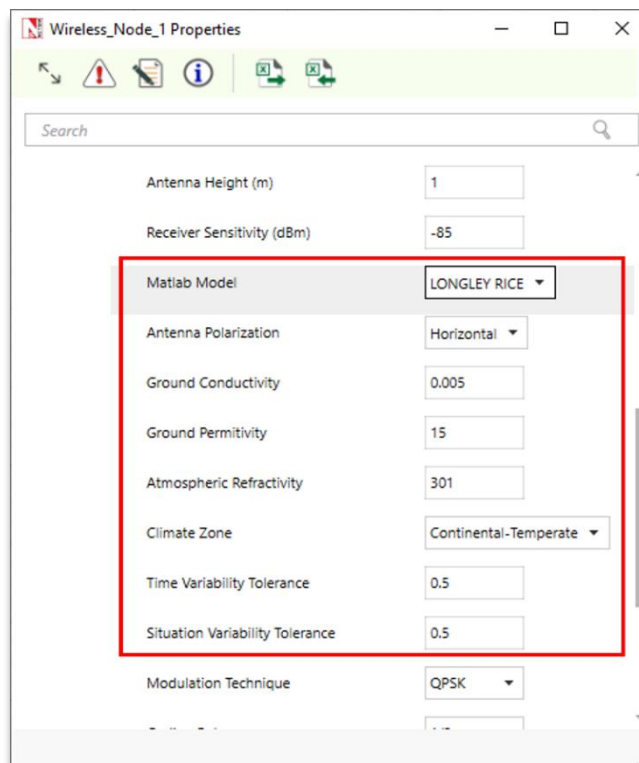 Wireless_Node_1 Properties
Search
Antenna Height (m) 1
Receiver Sensitivity (dBm) -85
Matlab Model LONGLEY RICE
Antenna Polarization Horizontal
Ground Conductivity 0.005
Ground Permitivity 15
Atmospheric Refractivity 301
Climate Zone Continental-Temperate
Time Variability Tolerance 0.5
Situation Variability Tolerance 0.5
Modulation Technique QPSK